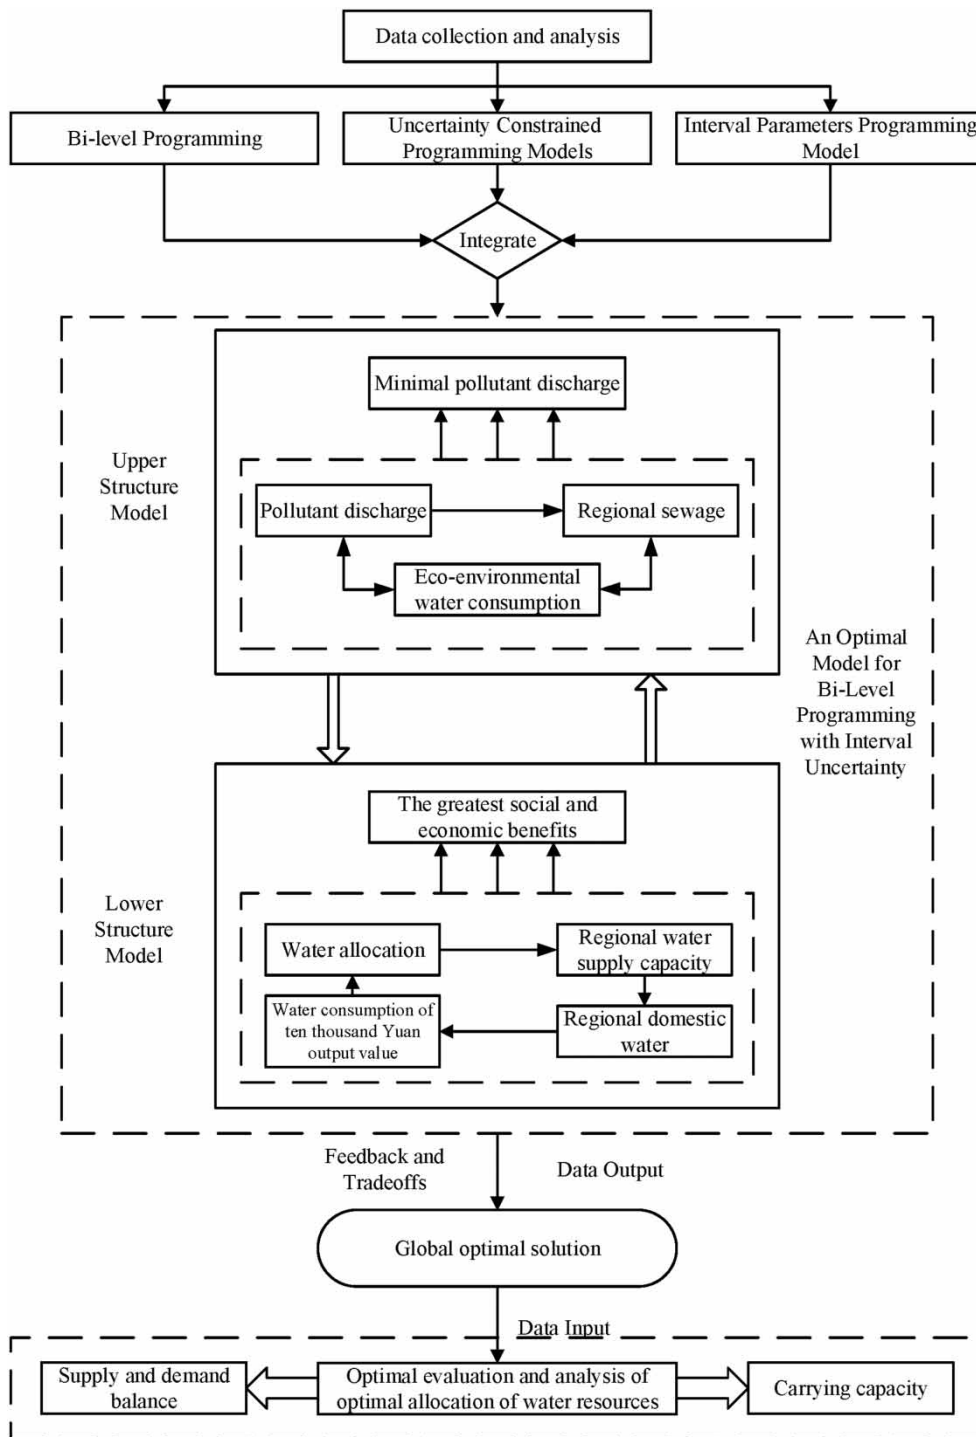 Data collection and analysis
Bi-level Programming
Uncertainty Constrained
Programming Models
Interval Parameters Programming
Model
Integrate
Minimal pollutant discharge
Upper
Structure
Model
Pollutant discharge
Regional sewage
Eco-environmental
water consumption
An Optimal
Model for
Bi-Level
Programming
with Interval
Uncertainty
The greatest social and
economic benefits
Lower
Structure
Model
Water allocation
Regional water
supply capacity
Water consumption of
ten thousand Yuan
output value
Regional domestic
water
Feedback and
Tradeoffs
Data Output
Global optimal solution
Data Input
Supply and demand
balance
Optimal evaluation and analysis of
optimal allocation of water resources
Carrying capacity